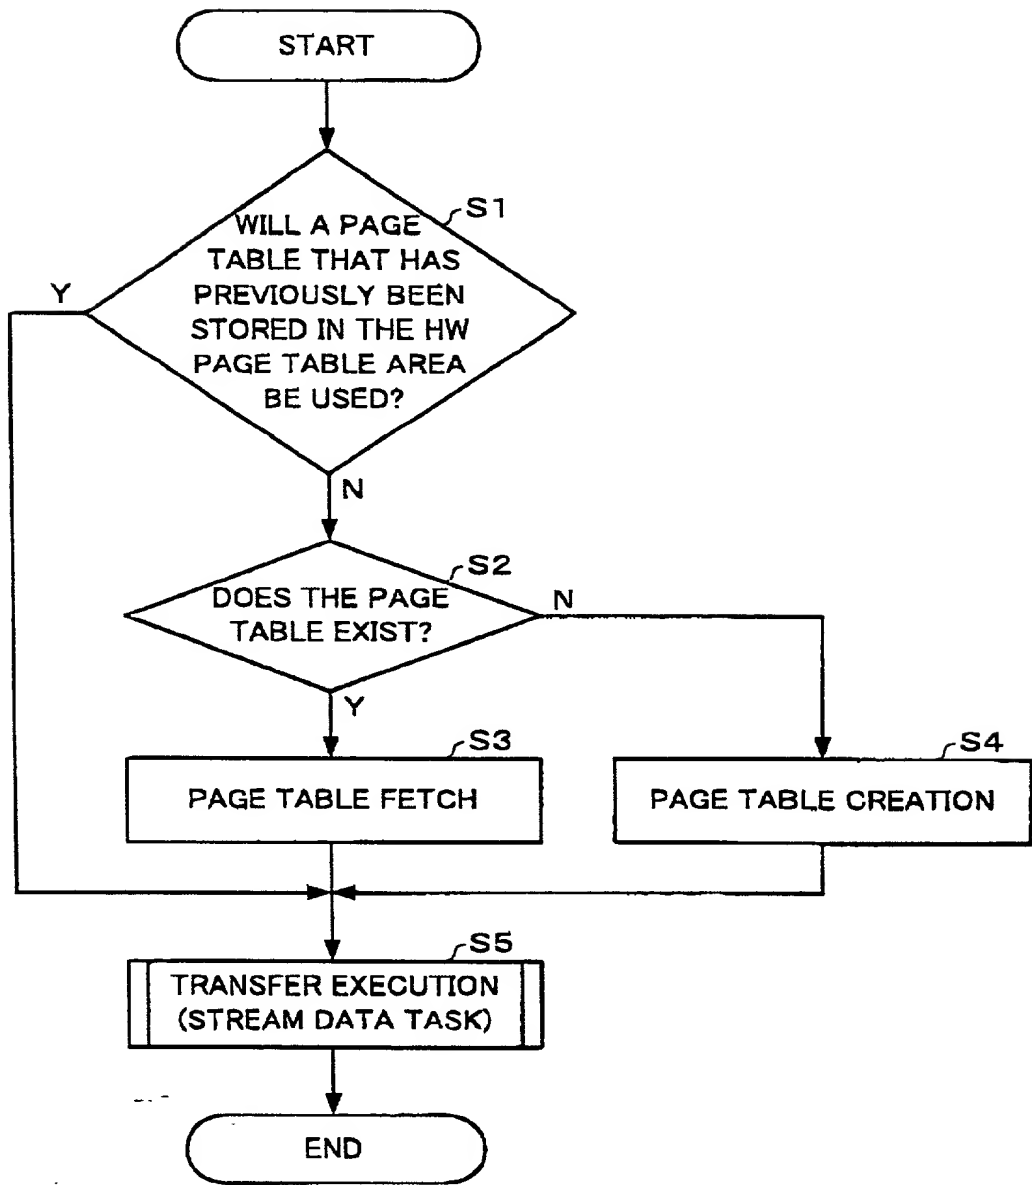 START
S1
WILL A PAGE
TABLE THAT HAS
PREVIOUSLY BEEN
STORED IN THE HW
PAGE TABLE AREA
BE USED?
Y
N
S2
DOES THE PAGE
TABLE EXIST?
N
Y
S3
PAGE TABLE FETCH
S4
PAGE TABLE CREATION
S5
TRANSFER EXECUTION
(STREAM DATA TASK)
END